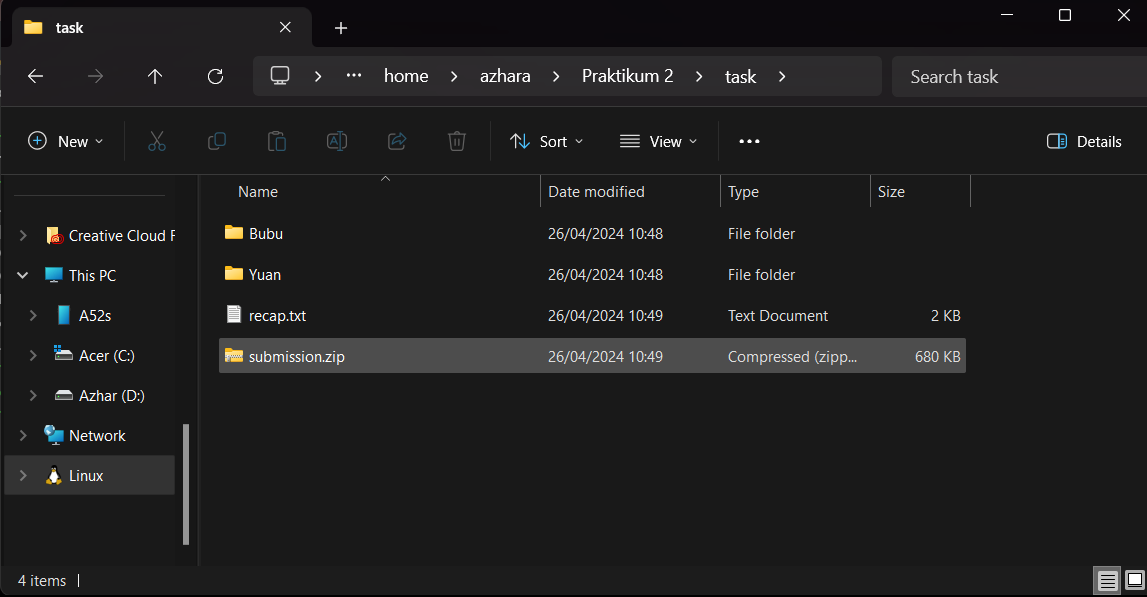 task
home azhara Praktikum 2 task
Search task
New Sort View Details
Name Date modified Type Size
Creative Cloud F
This PC
A52s
Acer (C:)
Azhar (D:)
Network
Linux
Bubu 26/04/2024 10:48 File folder
Yuan 26/04/2024 10:48 File folder
recap.txt 26/04/2024 10:49 Text Document 2 KB
submission.zip 26/04/2024 10:49 Compressed (zipp... 680 KB
4 items